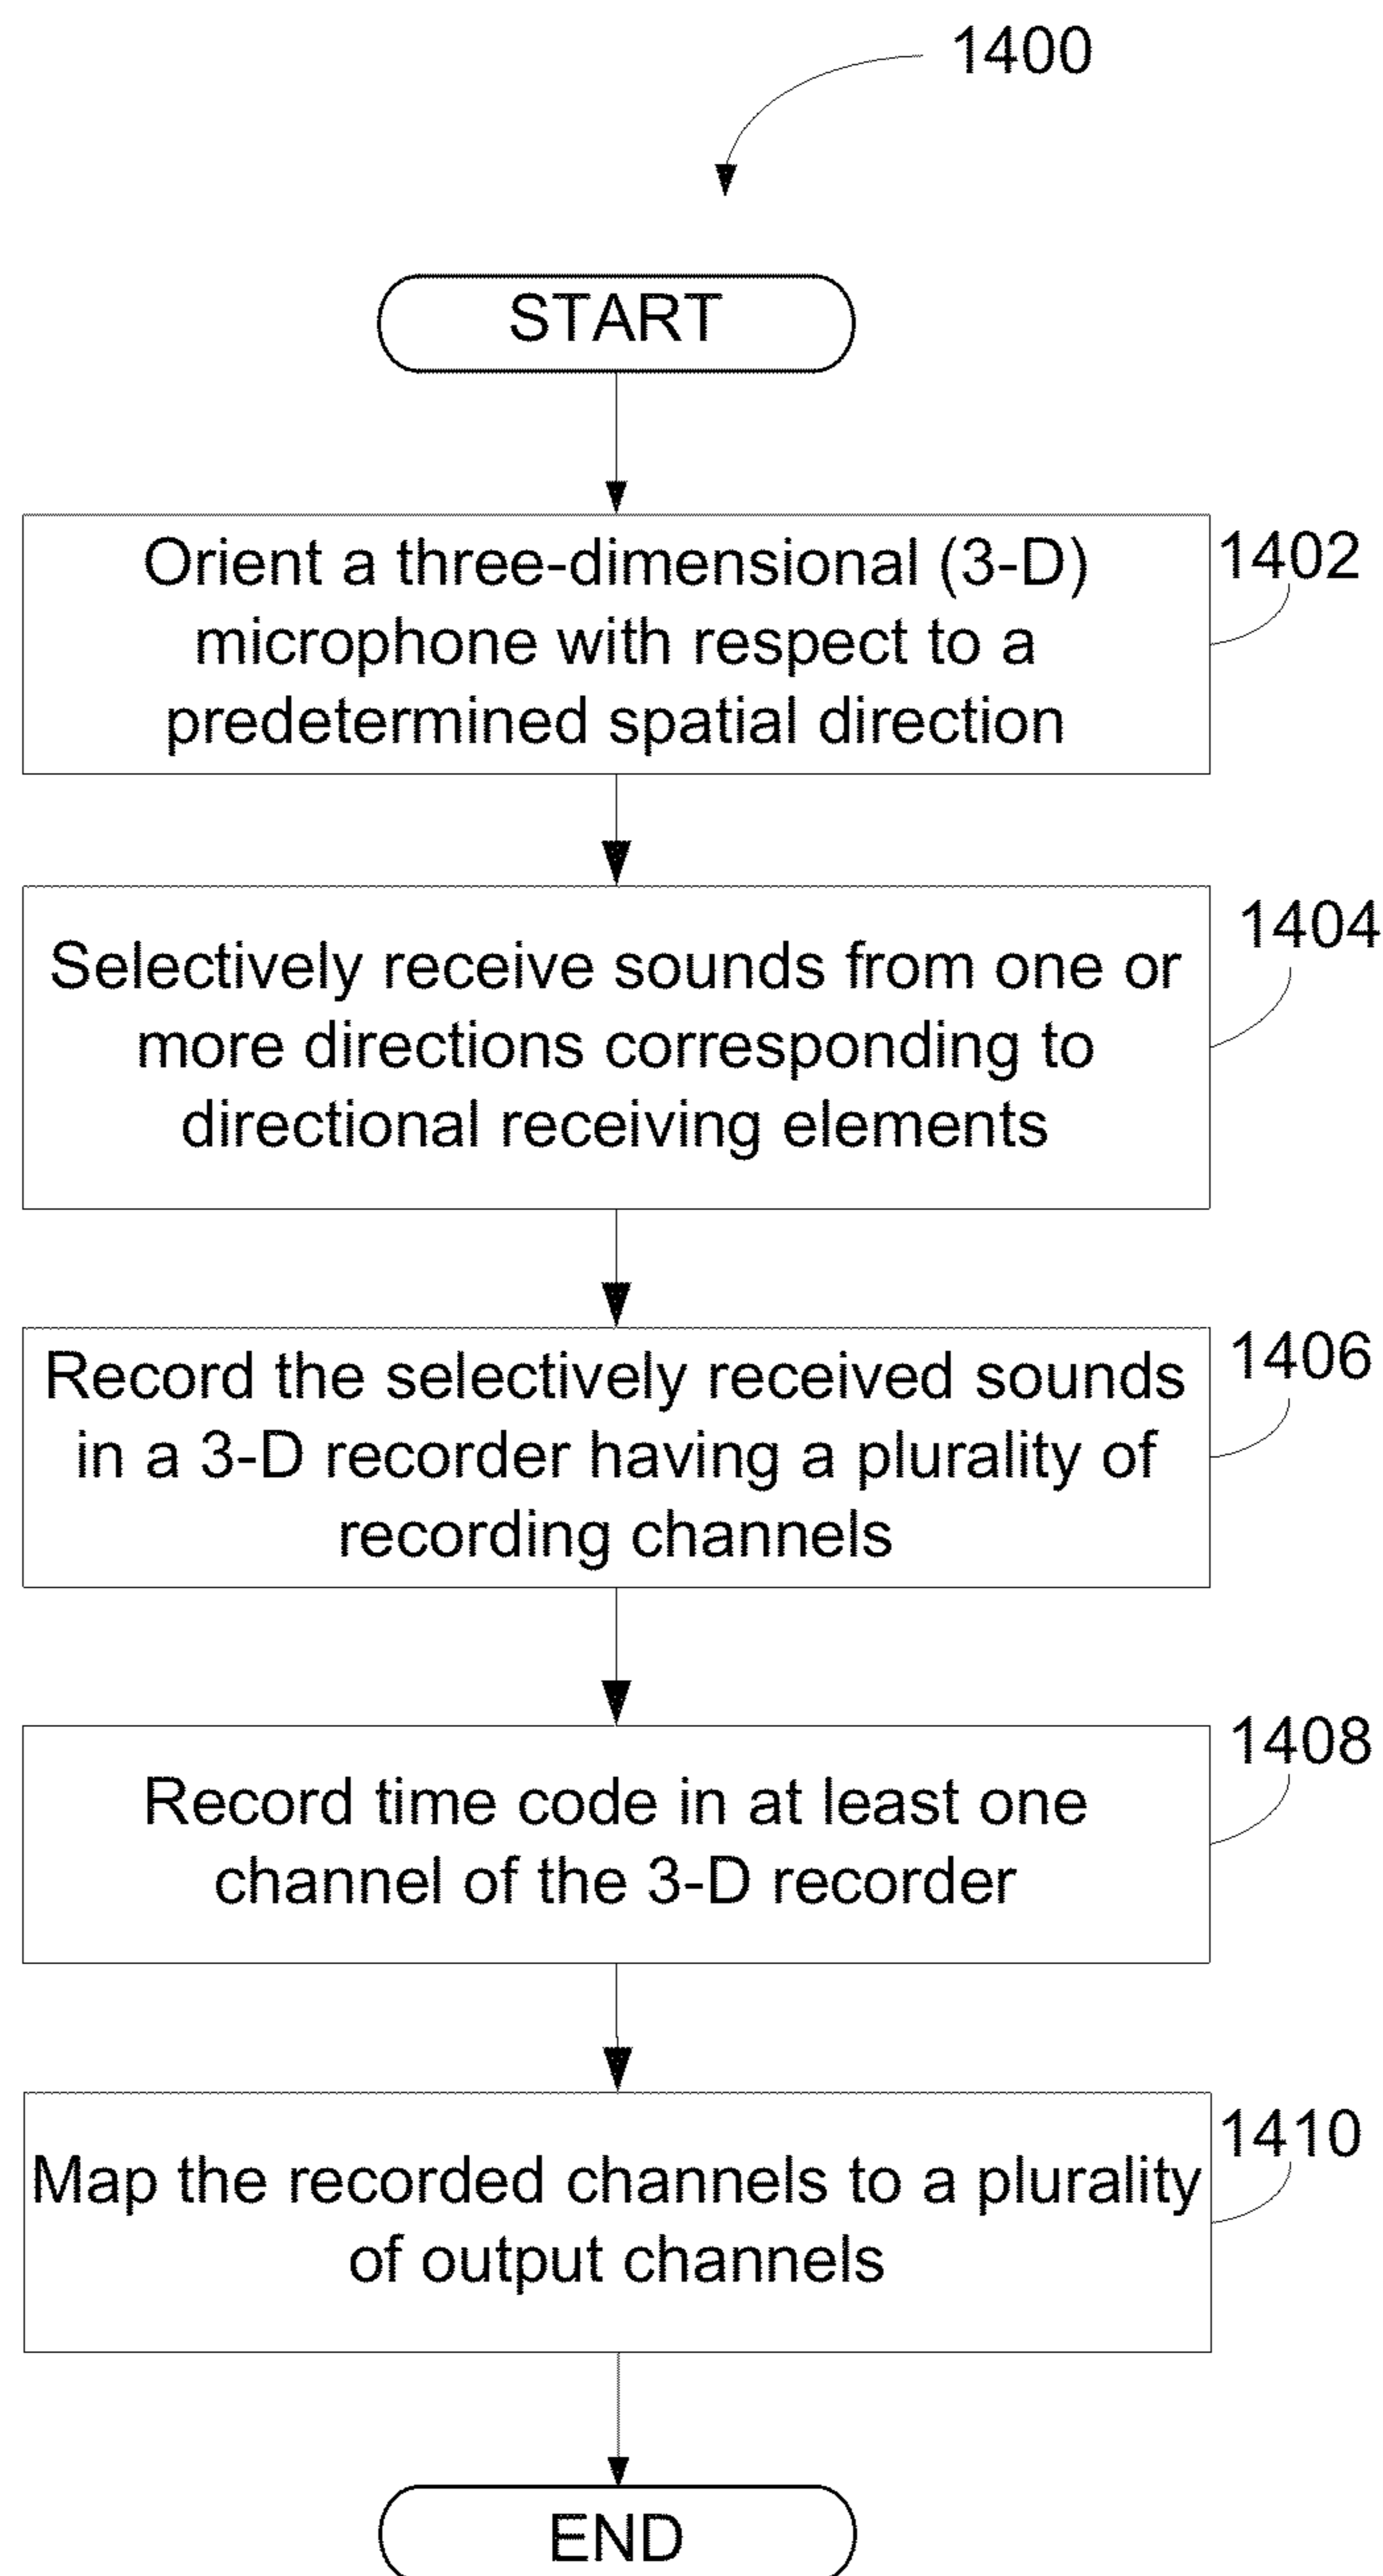 1400
START
Orient a three-dimensional (3-D)
microphone with respect to a
predetermined spatial direction
1402
Selectively receive sounds from one or
more directions corresponding to
directional receiving elements
1404
Record the selectively received sounds
in a 3-D recorder having a plurality of
recording channels
1406
Record time code in at least one
channel of the 3-D recorder
1408
Map the recorded channels to a plurality
of output channels
1410
END